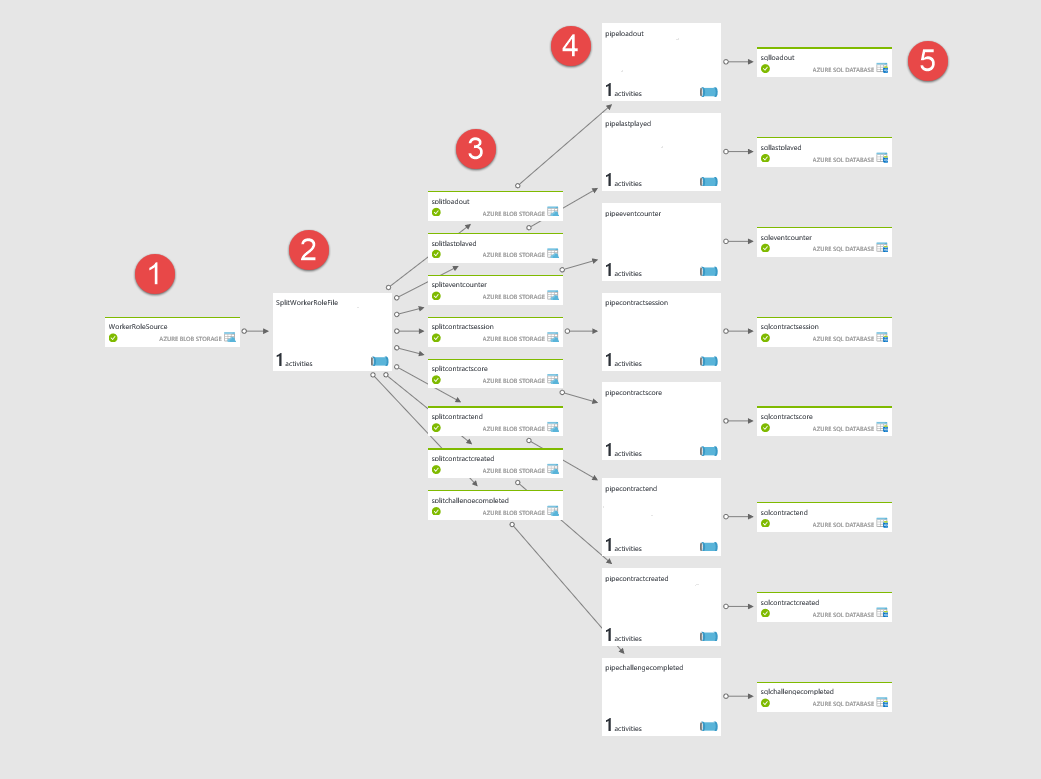 1
WorkerRoleSource
AZURE BLOB STORAGE
2
SplitWorkerRoleFile
1 activities
3
splitloadout
AZURE BLOB STORAGE
splitlastplayed
AZURE BLOB STORAGE
spliteventcounter
AZURE BLOB STORAGE
splitcontractsession
AZURE BLOB STORAGE
splitcontractscore
AZURE BLOB STORAGE
splitcontractend
AZURE BLOB STORAGE
splitcontractcreated
AZURE BLOB STORAGE
splitchallengecompleted
AZURE BLOB STORAGE
4
pipeloadout
1 activities
pipelastplayed
1 activities
pipeeventcounter
1 activities
pipecontractsession
1 activities
pipecontractscore
1 activities
pipecontractend
1 activities
pipecontractcreated
1 activities
pipechallengecompleted
1 activities
5
sqlloadout
AZURE SQL DATABASE
sqllastplayed
AZURE SQL DATABASE
sqleventcounter
AZURE SQL DATABASE
sqlcontractsession
AZURE SQL DATABASE
sqlcontractscore
AZURE SQL DATABASE
sqlcontractend
AZURE SQL DATABASE
sqlcontractcreated
AZURE SQL DATABASE
sqlchallengecompleted
AZURE SQL DATABASE